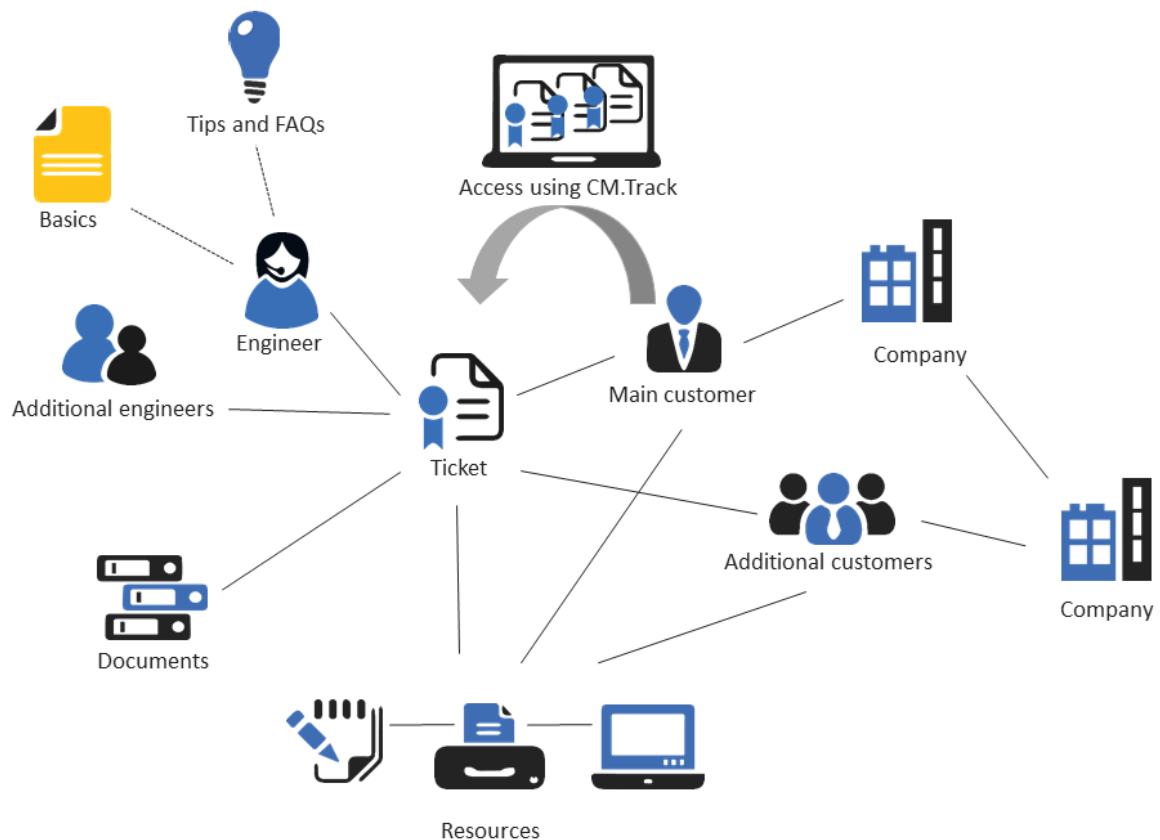 Tips and FAQs
Access using CM.Track
Basics
Engineer
Company
Main customer
Additional engineers
Ticket
Additional customers
Company
Documents
Resources